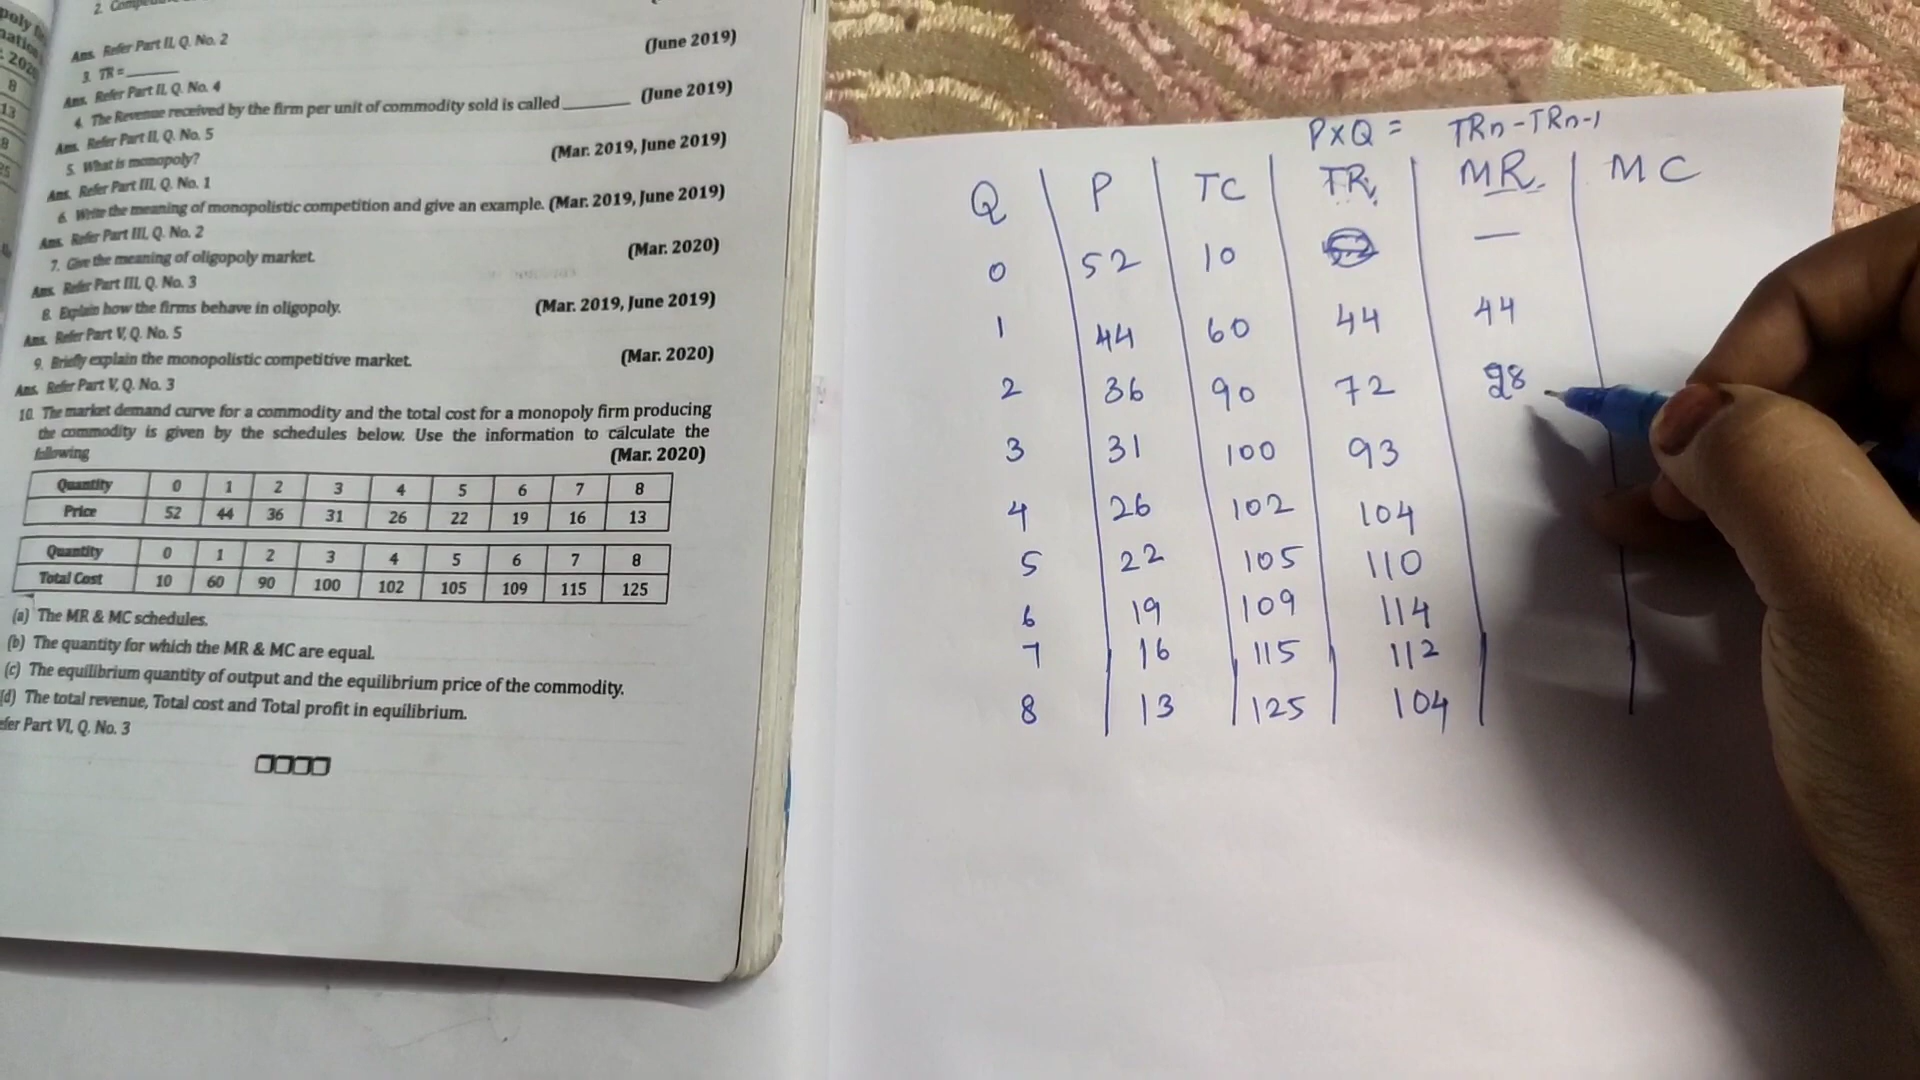 Ans. Refer Part II, Q. No. 2
3. TR = ______ (June 2019)
Ans. Refer Part II, Q. No. 4
4. The Revenue received by the firm per unit of commodity sold is called ______ (June 2019)
Ans. Refer Part II, Q. No. 5
5. What is monopoly? (Mar. 2019, June 2019)
Ans. Refer Part III, Q. No. 1
6. Write the meaning of monopolistic competition and give an example. (Mar. 2019, June 2019)
Ans. Refer Part III, Q. No. 2
7. Give the meaning of oligopoly market. (Mar. 2020)
Ans. Refer Part III, Q. No. 3
8. Explain how the firms behave in oligopoly. (Mar. 2019, June 2019)
Ans. Refer Part V, Q. No. 5
9. Briefly explain the monopolistic competitive market. (Mar. 2020)
Ans. Refer Part V, Q. No. 3
10. The market demand curve for a commodity and the total cost for a monopoly firm producing
the commodity is given by the schedules below. Use the information to calculate the
following (Mar. 2020)
Quantity 0 1 2 3 4 5 6 7 8
Price 52 44 36 31 26 22 19 16 13
Quantity 0 1 2 3 4 5 6 7 8
Total Cost 10 60 90 100 102 105 109 115 125
(a) The MR & MC schedules.
(b) The quantity for which the MR & MC are equal.
(c) The equilibrium quantity of output and the equilibrium price of the commodity.
(d) The total revenue, Total cost and Total profit in equilibrium.
efer Part VI, Q. No. 3
P×Q = TRn-TRn-1
Q P TC TR MR MC
0 52 10 —
1 44 60 44 44
2 36 90 72 28
3 31 100 93
4 26 102 104
5 22 105 110
6 19 109 114
7 16 115 112
8 13 125 104